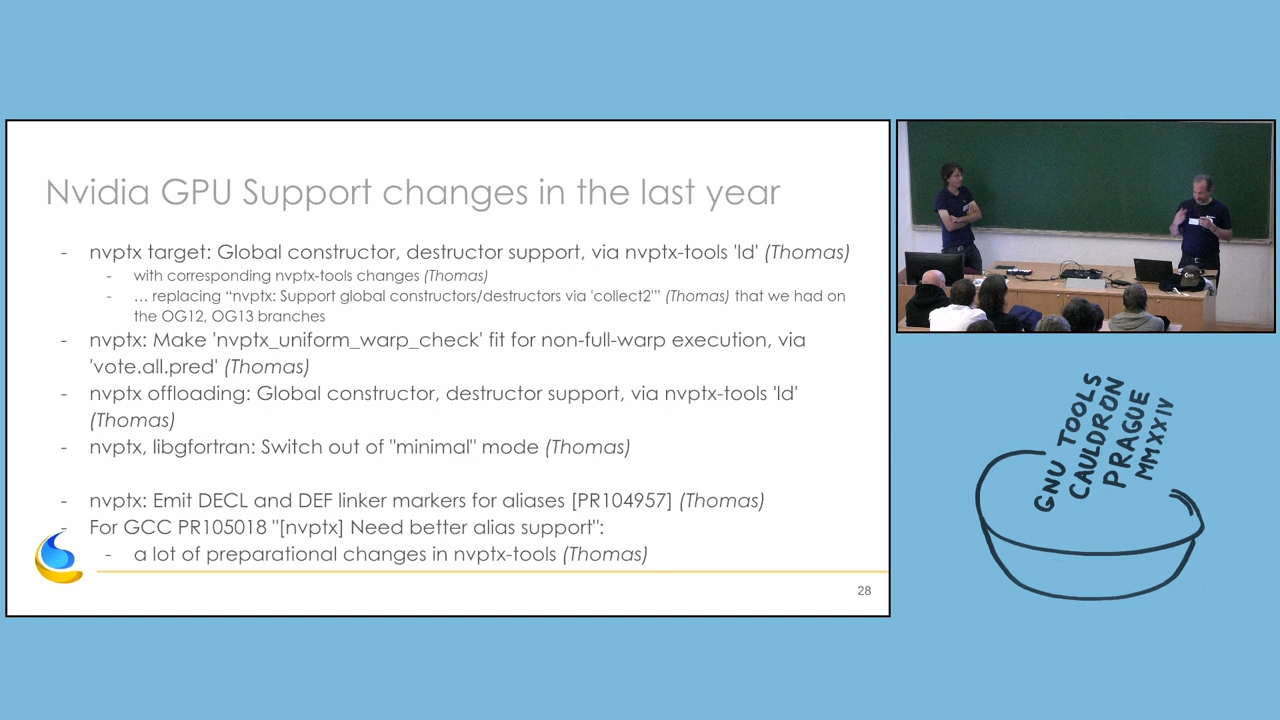 Nvidia GPU Support changes in the last year
- nvptx target: Global constructor, destructor support, via nvptx-tools 'ld' (Thomas)
- with corresponding nvptx-tools changes (Thomas)
- … replacing “nvptx: Support global constructors/destructors via 'collect2'” (Thomas) that we had on
the OG12, OG13 branches
- nvptx: Make 'nvptx_uniform_warp_check' fit for non-full-warp execution, via
'vote.all.pred' (Thomas)
- nvptx offloading: Global constructor, destructor support, via nvptx-tools 'ld'
(Thomas)
- nvptx, libgfortran: Switch out of "minimal" mode (Thomas)
- nvptx: Emit DECL and DEF linker markers for aliases [PR104957] (Thomas)
- For GCC PR105018 "[nvptx] Need better alias support":
- a lot of preparational changes in nvptx-tools (Thomas)
28
GNU TOOLS
CAULDRON
PRAGUE
MMXXIV